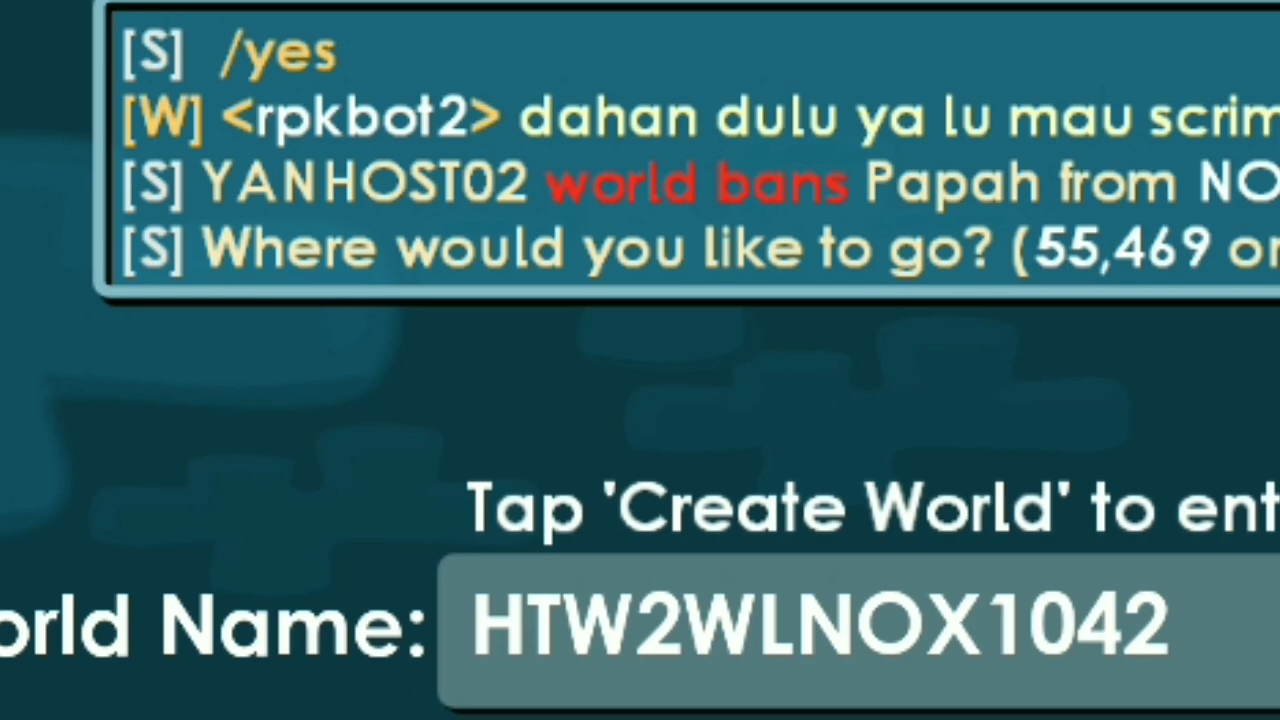 [S] /yes
[W] <rpkbot2> dahan dulu ya lu mau scrim
[S] YANHOST02 world bans Papah from NO
[S] Where would you like to go? (55,469 on
Tap 'Create World' to ent
orld Name: HTW2WLNOX1042